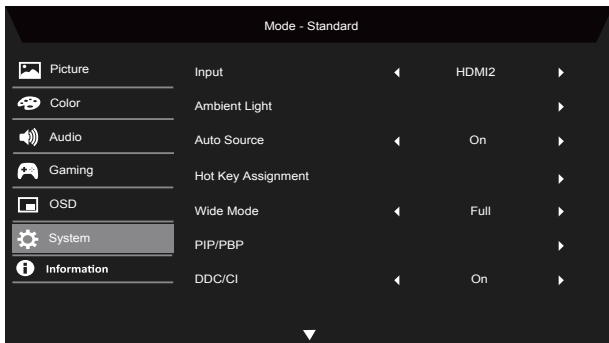 Mode - Standard
Picture
Color
Audio
Gaming
OSD
System
Information
Input HDMI2
Ambient Light
Auto Source On
Hot Key Assignment
Wide Mode Full
PIP/PBP
DDC/CI On